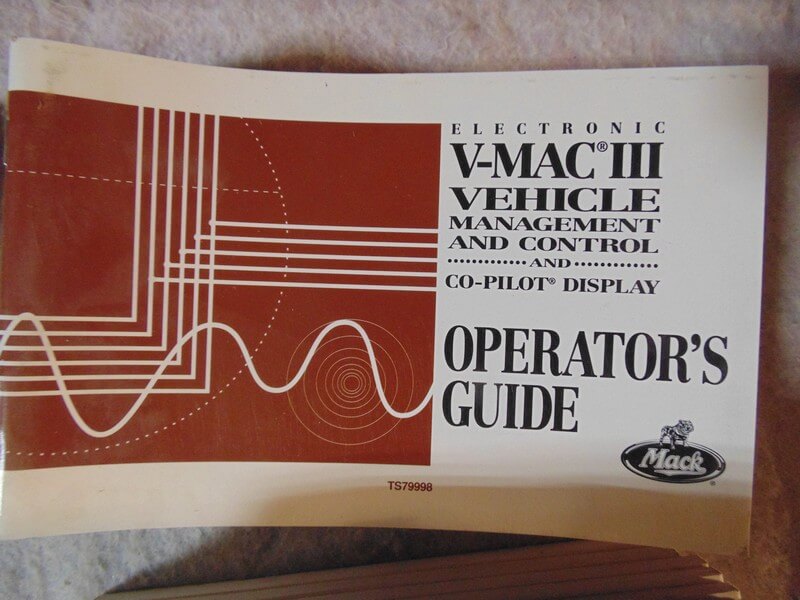 ELECTRONIC
V-MAC® III
VEHICLE
MANAGEMENT
AND CONTROL
AND
CO-PILOT® DISPLAY
OPERATOR'S
GUIDE
Mack®
TS79998